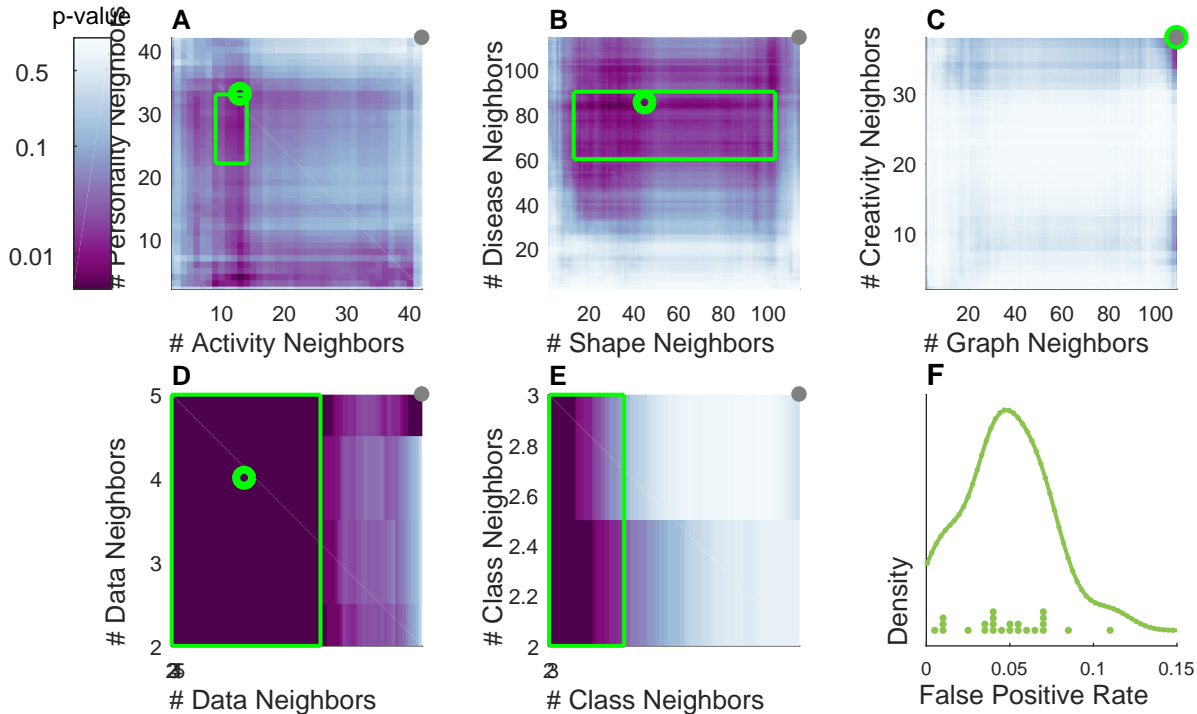 p-value
0.5
0.1
0.01
A
# Personality Neighbors
40
30
20
10
10 20 30 40
# Activity Neighbors
B
# Disease Neighbors
100
80
60
40
20
20 40 60 80 100
# Shape Neighbors
C
# Creativity Neighbors
30
20
10
20 40 60 80 100
# Graph Neighbors
D
# Data Neighbors
5
4
3
2
# Data Neighbors
E
# Class Neighbors
3
2.8
2.6
2.4
2.2
2
23
# Class Neighbors
F
Density
0 0.05 0.1 0.15
False Positive Rate